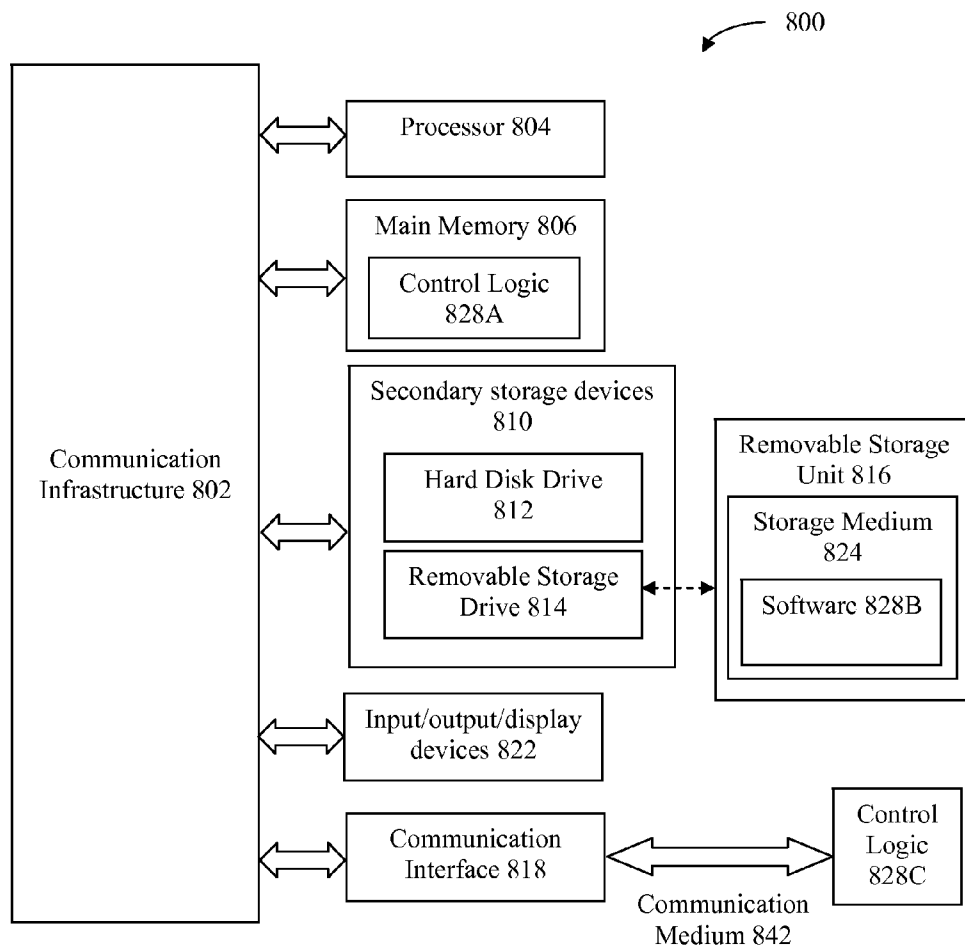 800
Processor 804
Main Memory 806
Control Logic
828A
Communication
Infrastructure 802
Secondary storage devices
810
Hard Disk Drive
812
Removable Storage
Drive 814
Removable Storage
Unit 816
Storage Medium
824
Software 828B
Input/output/display
devices 822
Communication
Interface 818
Communication
Medium 842
Control
Logic
828C